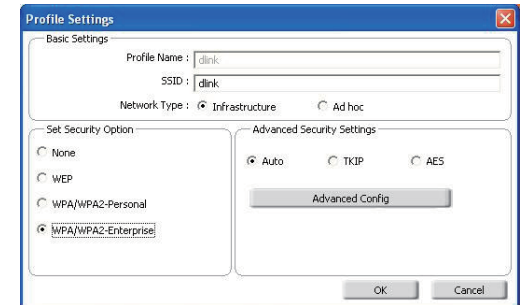 Profile Settings
Basic Settings
Profile Name : dlink
SSID : dlink
Network Type : Infrastructure Ad hoc
Set Security Option
None
WEP
WPA/WPA2-Personal
WPA/WPA2-Enterprise
Advanced Security Settings
Auto TKIP AES
Advanced Config
OK Cancel